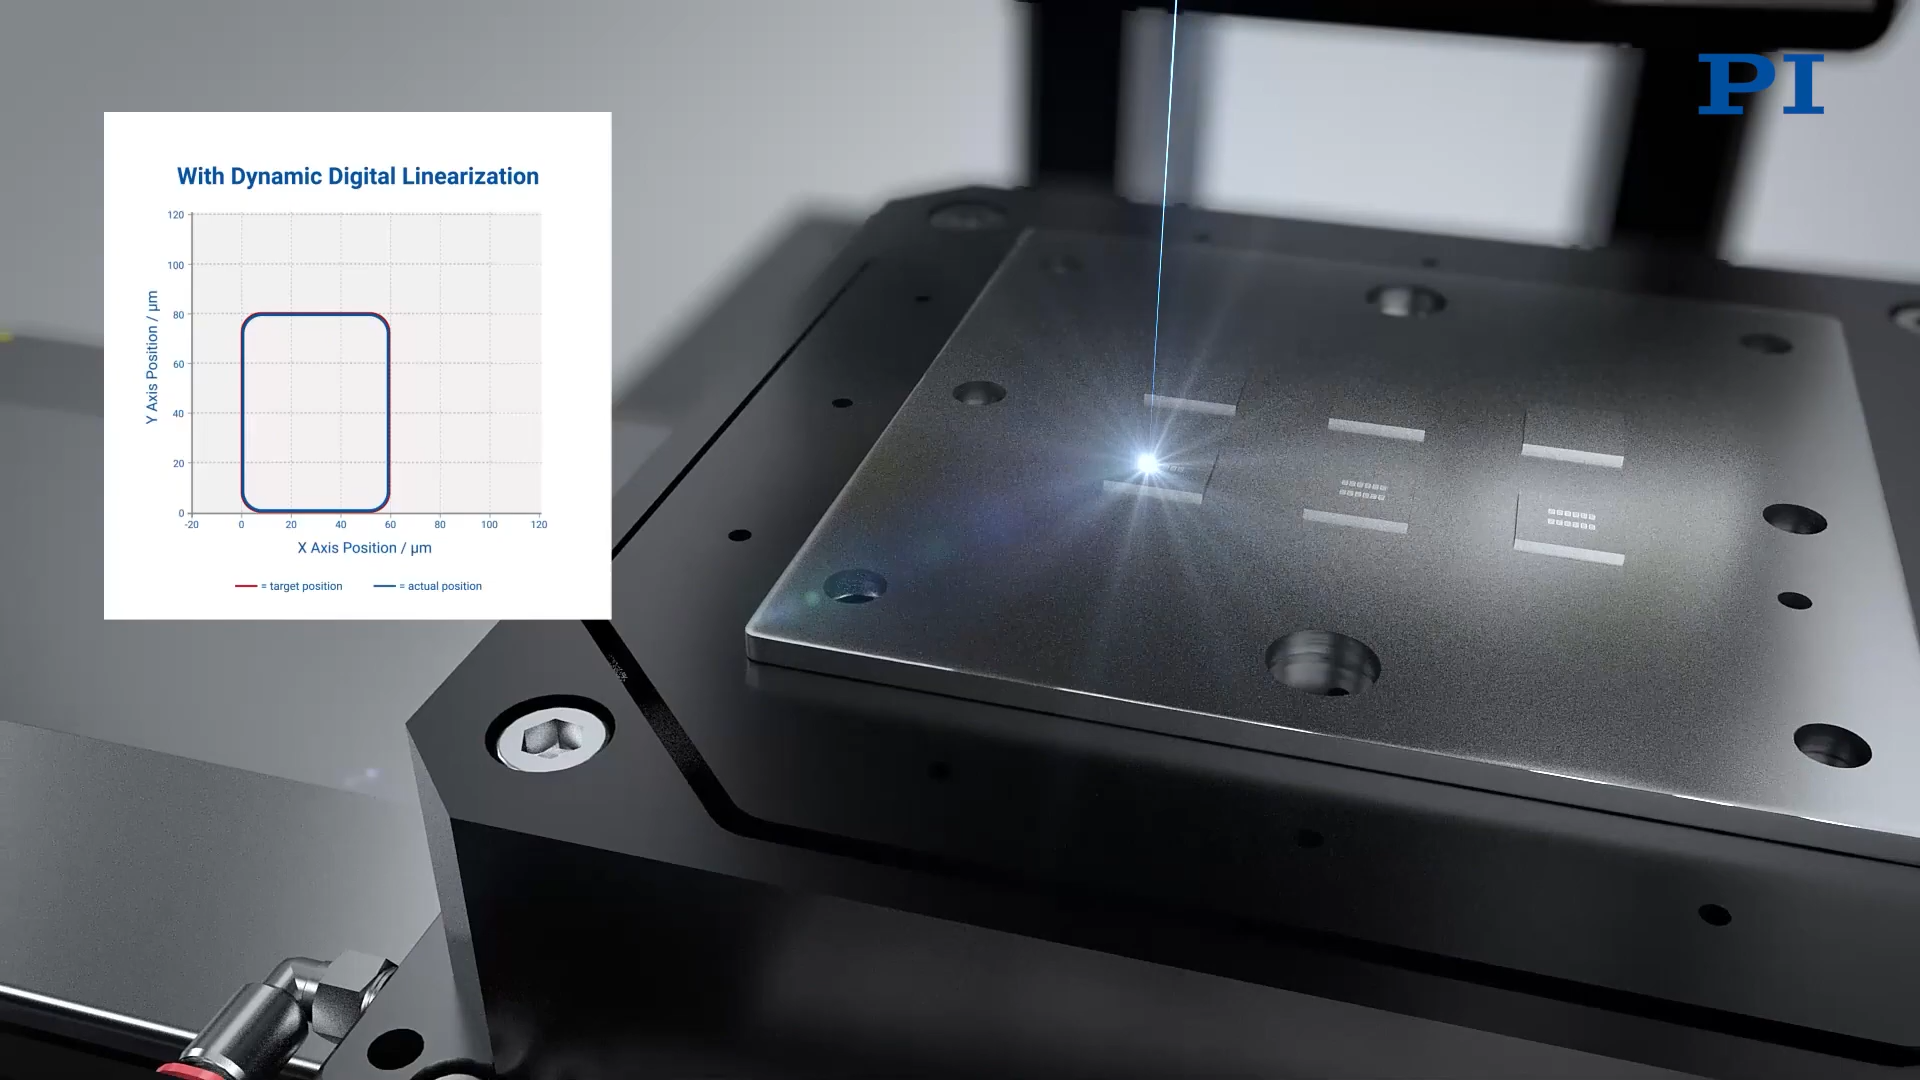 PI
With Dynamic Digital Linearization
120
100
80
60
40
20
0
Y Axis Position / µm
-20 0 20 40 60 80 100 120
X Axis Position / µm
= target position = actual position